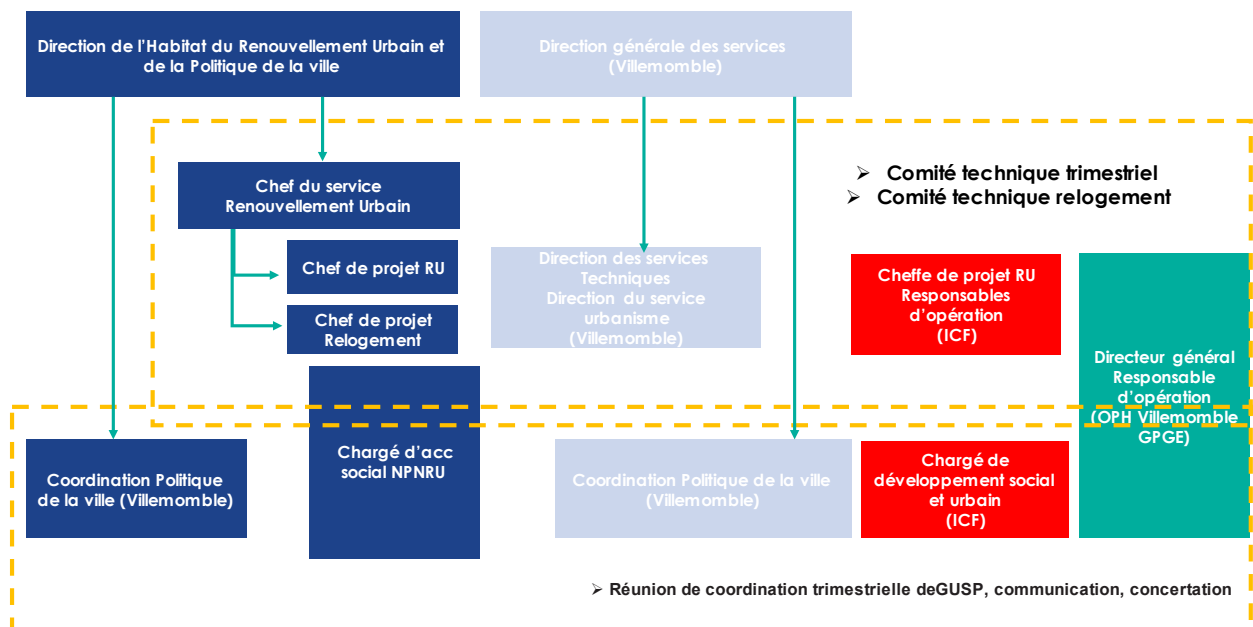 Direction de l'Habitat du Renouvellement Urbain et
de la Politique de la ville
Direction générale des services
(Villemomble)
Chef du service
Renouvellement Urbain
➢ Comité technique trimestriel
➢ Comité technique relogement
Chef de projet RU
Chef de projet
Relogement
Direction des services
Techniques
Direction du service
urbanisme
(Villemomble)
Cheffe de projet RU
Responsables
d'opération
(ICF)
Directeur général
Responsable
d'opération
(OPH Villemomble
GPGE)
Coordination Politique
de la ville (Villemomble)
Chargé d'acc
social NPNRU
Coordination Politique de la ville
(Villemomble)
Chargé de
développement social
et urbain
(ICF)
➢ Réunion de coordination trimestrielle deGUSP, communication, concertation